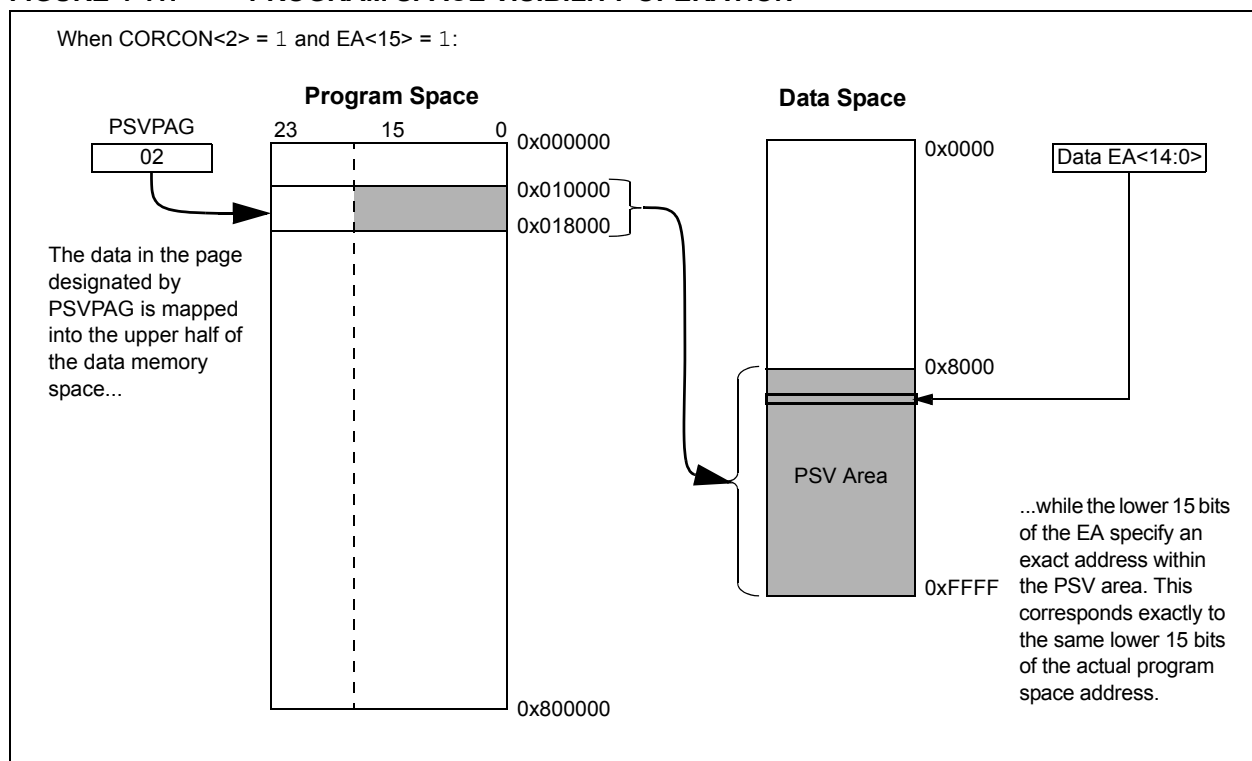 When CORCON<2> = 1 and EA<15> = 1:
Program Space
Data Space
PSVPAG
02
23 15 0
0x000000
0x010000
0x018000
0x800000
The data in the page
designated by
PSVPAG is mapped
into the upper half of
the data memory
space...
0x0000
0x8000
0xFFFF
PSV Area
Data EA<14:0>
...while the lower 15 bits
of the EA specify an
exact address within
the PSV area. This
corresponds exactly to
the same lower 15 bits
of the actual program
space address.